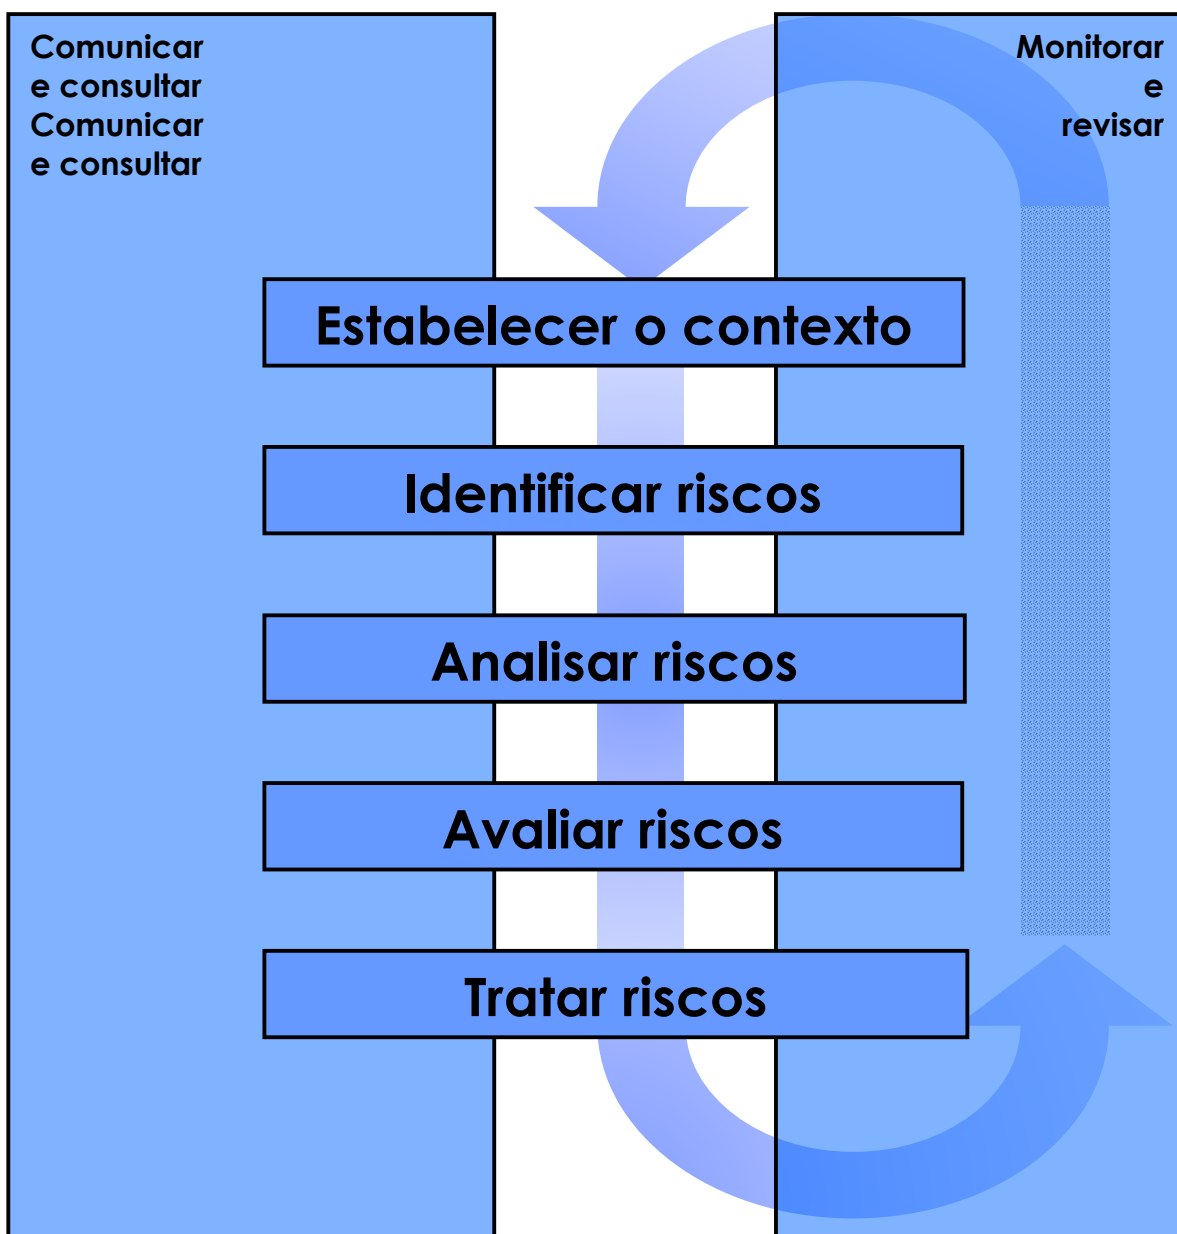 Comunicar
e consultar
Comunicar
e consultar
Monitorar
e
revisar
Estabelecer o contexto
Identificar riscos
Analisar riscos
Avaliar riscos
Tratar riscos